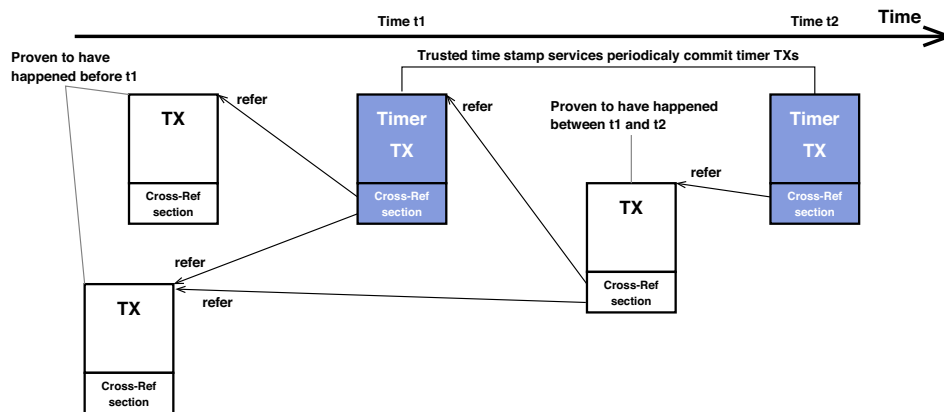 Time t1
Time t2
Time
Proven to have
happened before t1
Trusted time stamp services periodicaly commit timer TXs
TX
Cross-Ref
section
refer
Timer
TX
Cross-Ref
section
refer
Proven to have happened
between t1 and t2
Timer
TX
Cross-Ref
section
refer
TX
Cross-Ref
section
refer
refer
TX
Cross-Ref
section